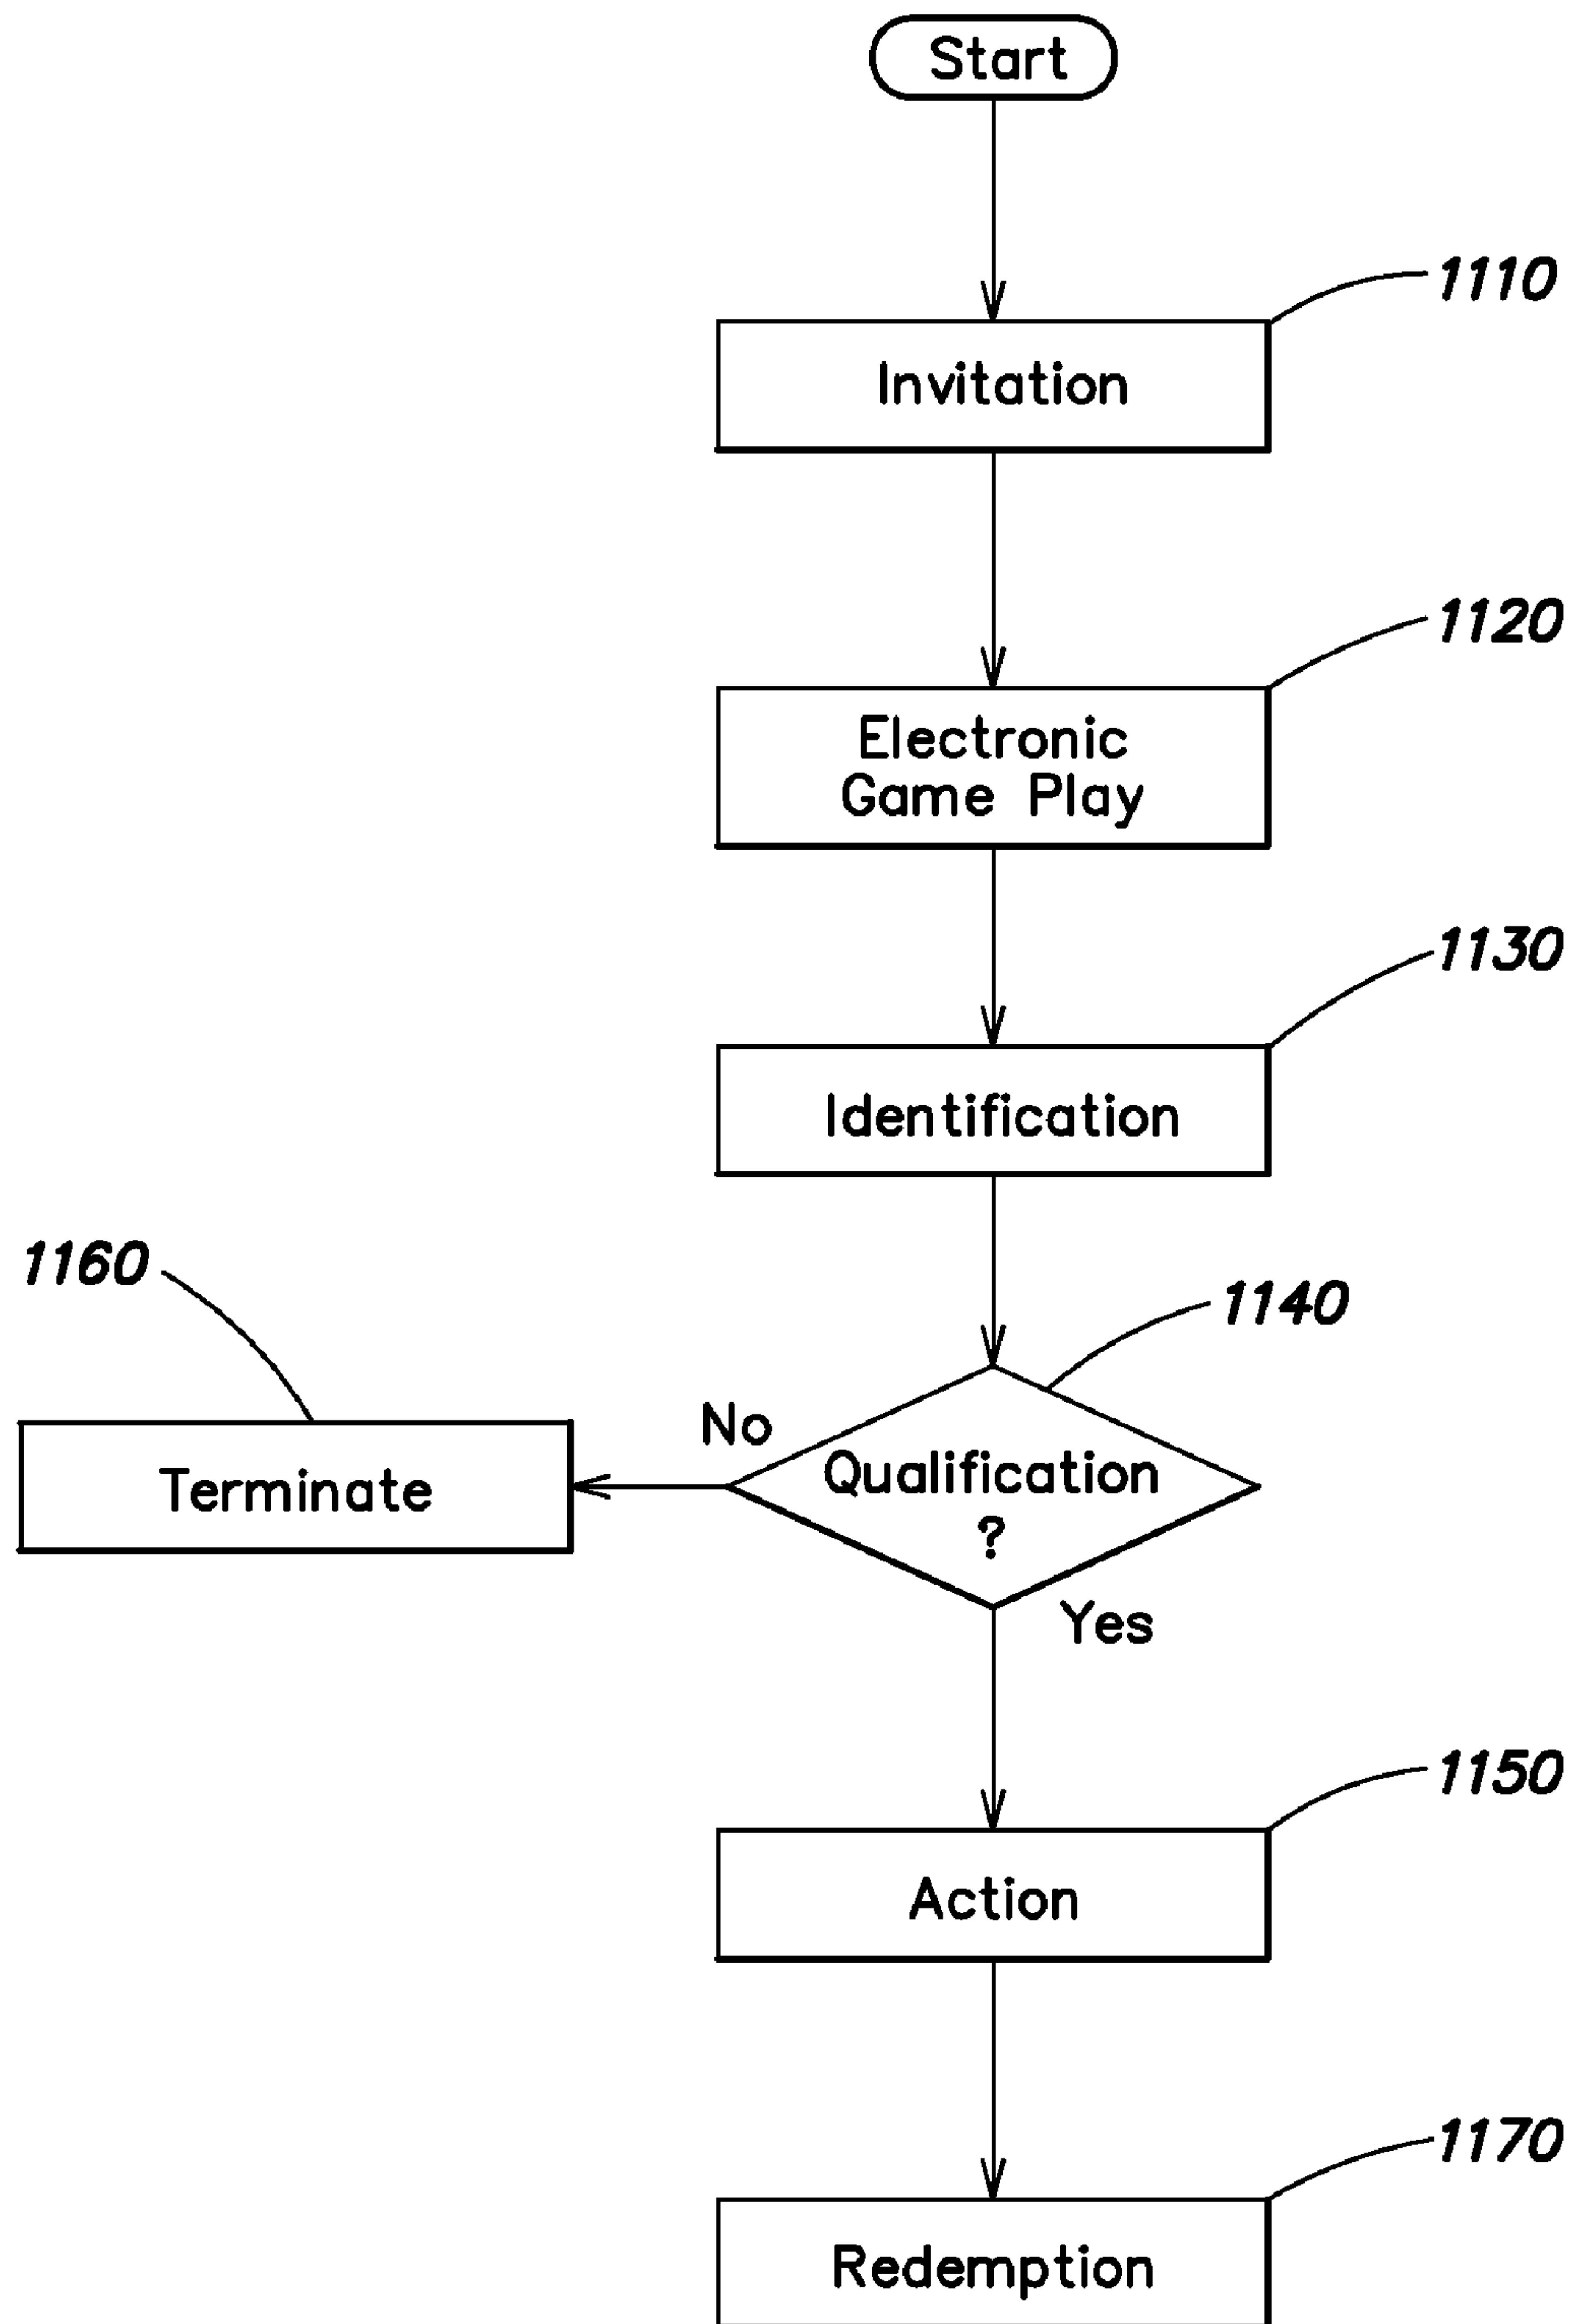 Start
1110
Invitation
1120
Electronic
Game Play
1130
Identification
1160
1140
No
Qualification
?
Terminate
Yes
1150
Action
1170
Redemption